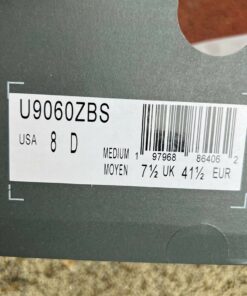 U9060ZBS
USA 8 D
MEDIUM 1 97968 86406 2
MOYEN 7½ UK 41½ EUR